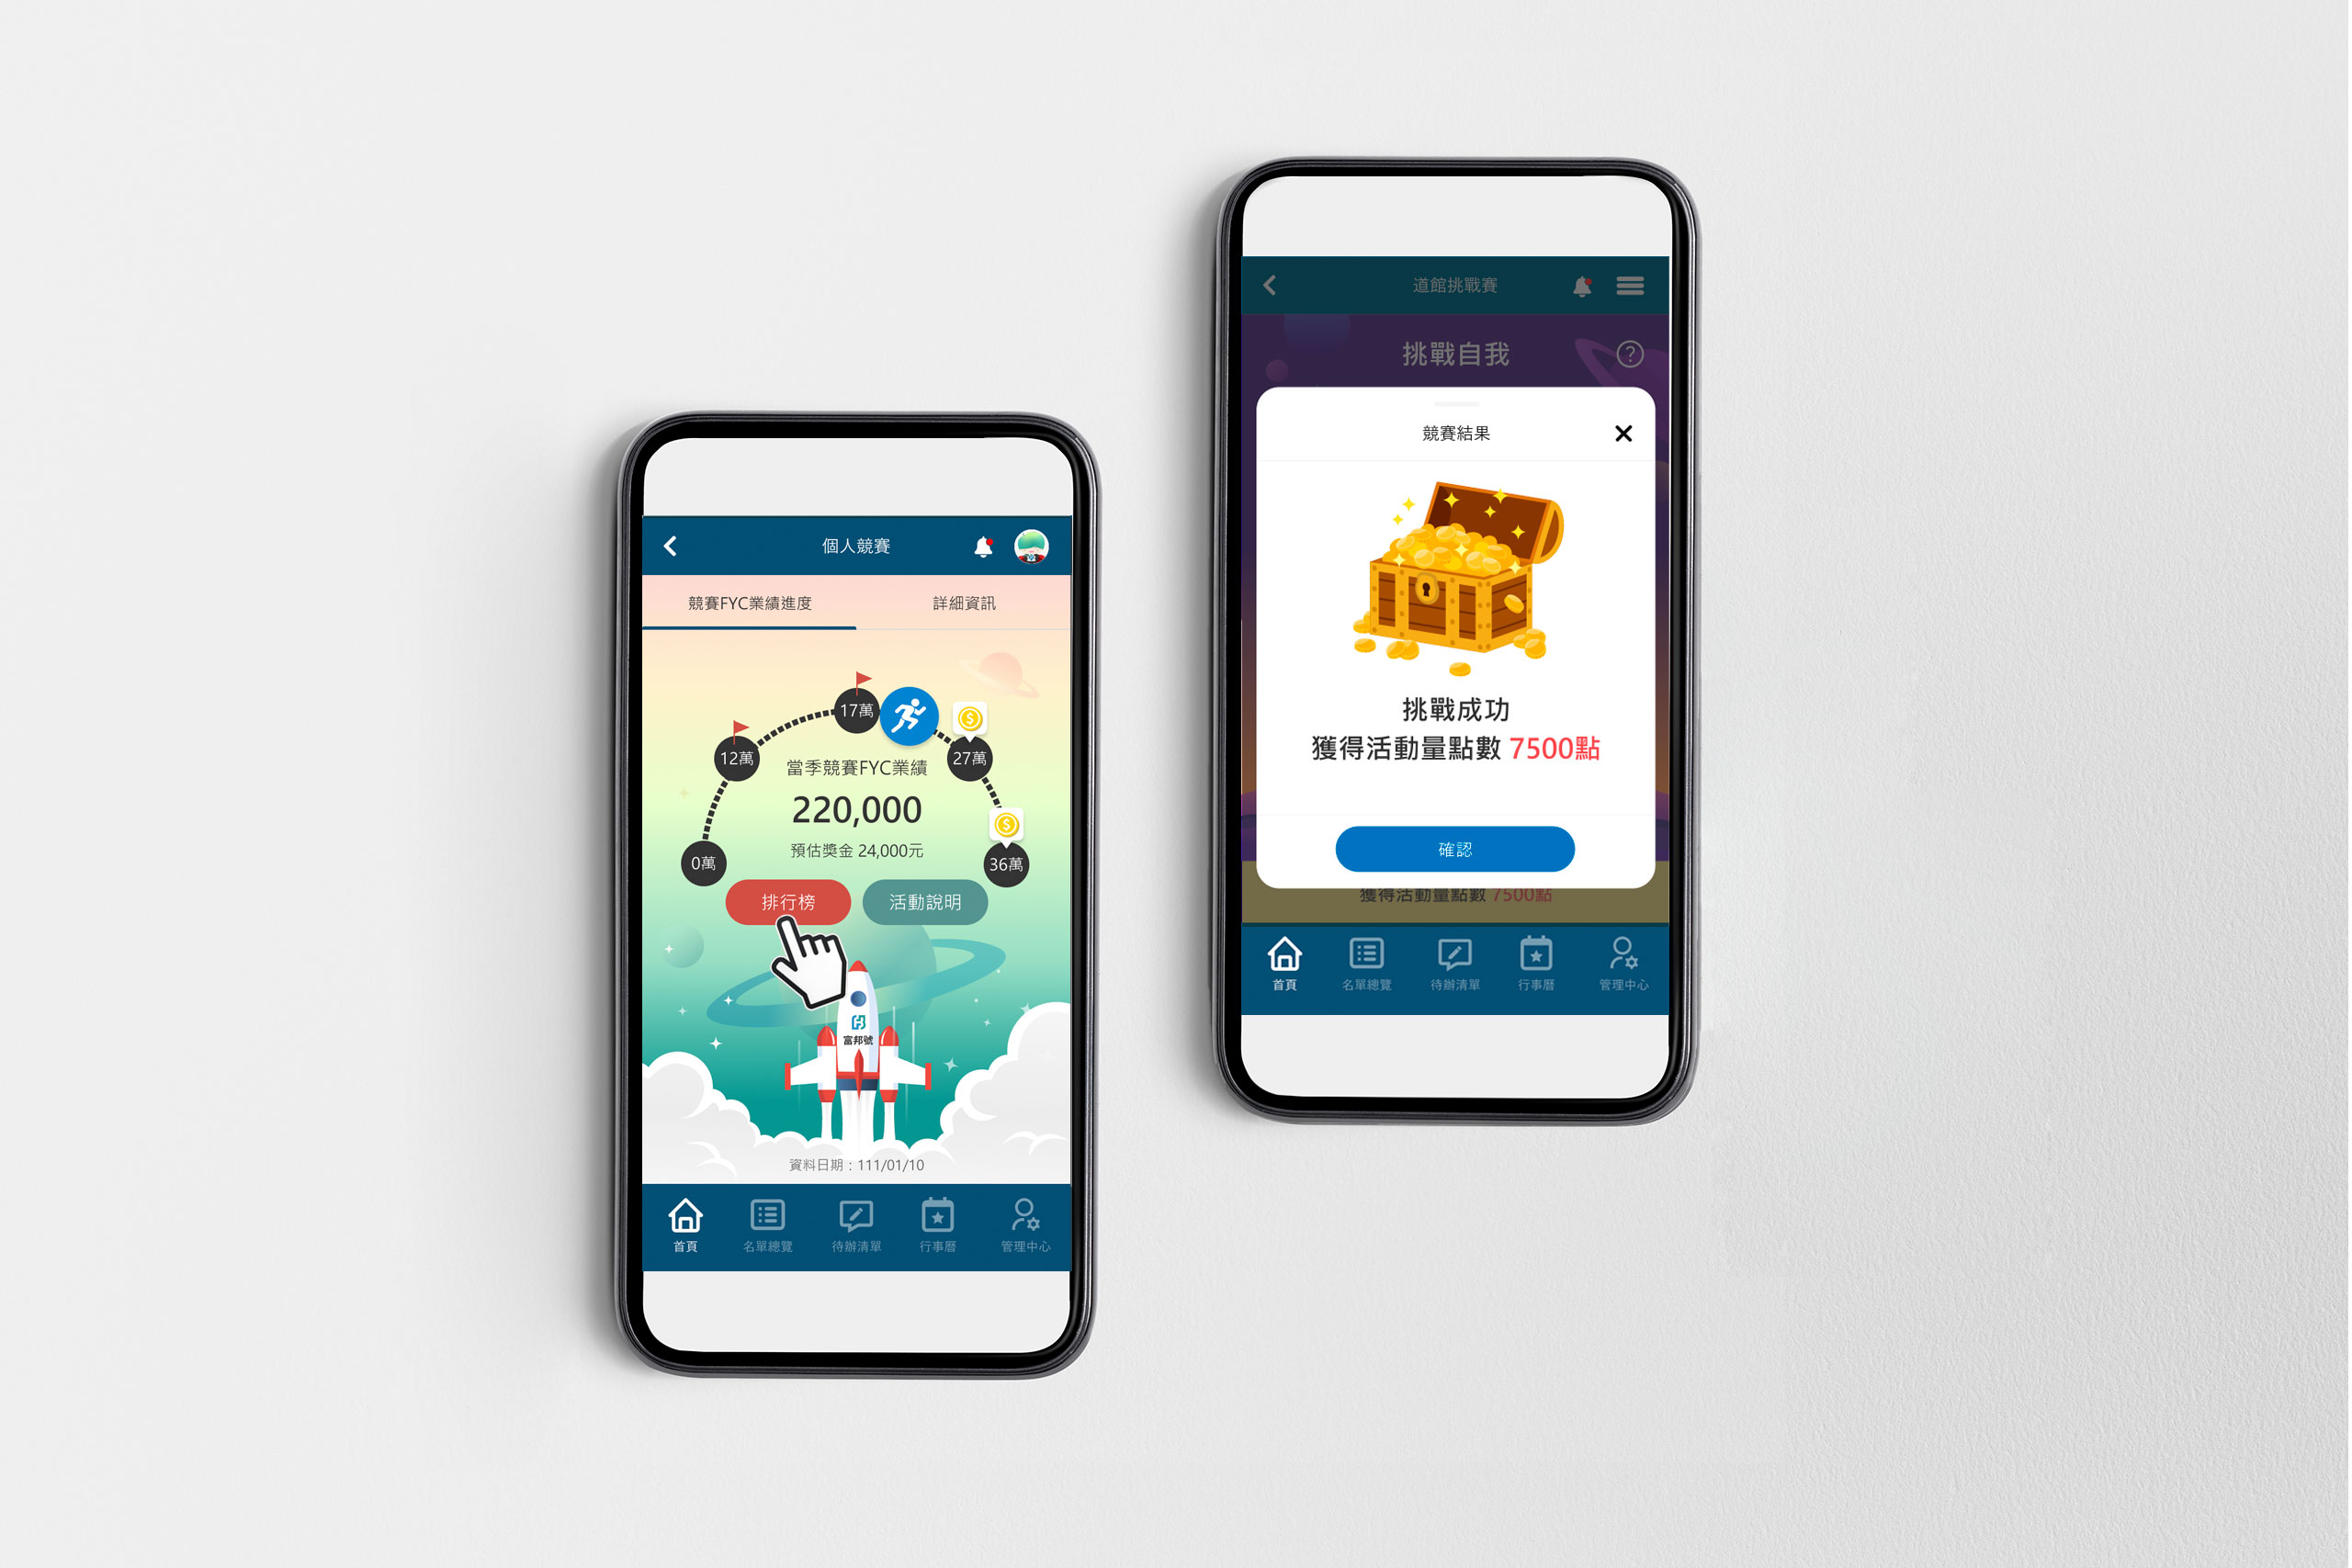 個人競賽
競賽FYC業績進度 詳細資訊
17萬
12萬 27萬
當季競賽FYC業績
220,000
預估獎金 24,000元
0萬 36萬
排行榜 活動說明
富邦號
資料日期：111/01/10
首頁 名單總覽 待辦清單 行事曆 管理中心
道館挑戰賽
挑戰自我 ?
競賽結果
挑戰成功
獲得活動量點數 7500點
確認
獲得活動量點數 7500點
首頁 名單總覽 待辦清單 行事曆 管理中心